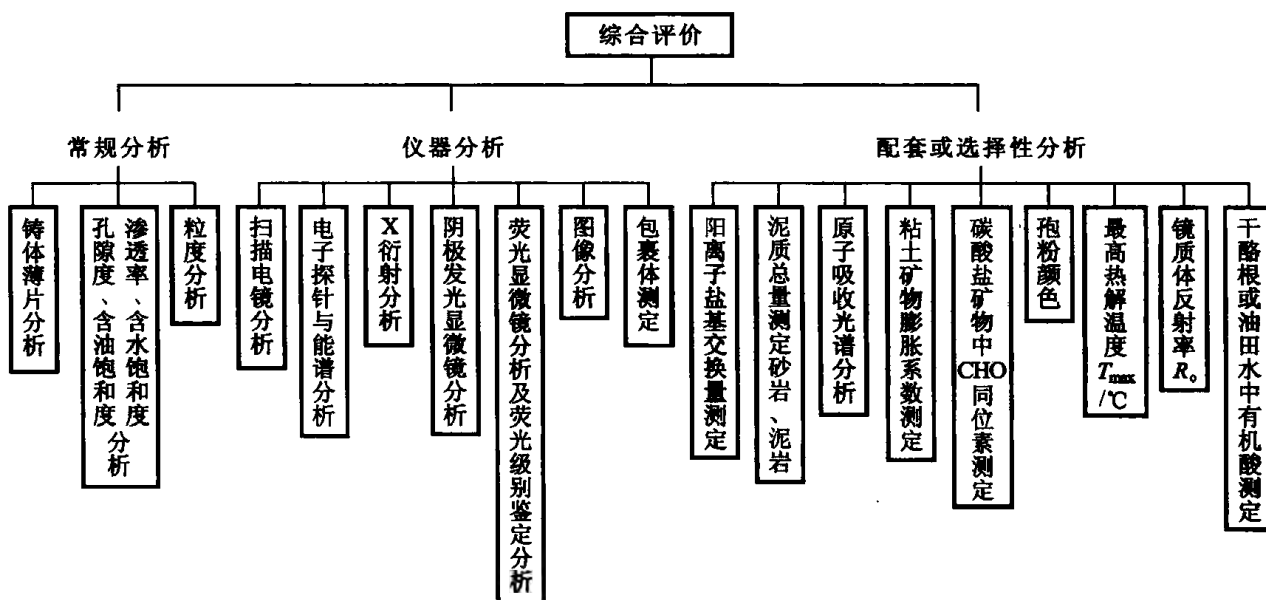 综合评价
常规分析
仪器分析
配套或选择性分析
铸体薄片分析
孔隙度、含油饱和度
渗透率、含水饱和度
分析
粒度分析
扫描电镜分析
电子探针与能谱分析
X衍射分析
阴极发光显微镜分析
荧光显微镜分析及荧光级别鉴定分析
图像分析
包裹体测定
阳离子盐基交换量测定
泥质总量测定砂岩、泥岩
原子吸收光谱分析
粘土矿物膨胀系数测定
碳酸盐矿物中CHO同位素测定
孢粉颜色
最高热解温度Tmax/℃
镜质体反射率Ro
干酪根或油田水中有机酸测定